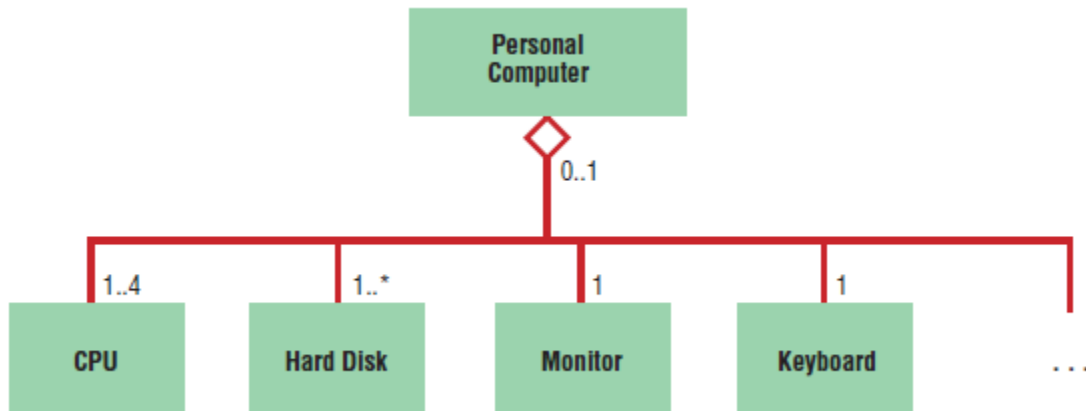 Personal
Computer
0..1
1..4
1..*
1
1
CPU
Hard Disk
Monitor
Keyboard
. . .